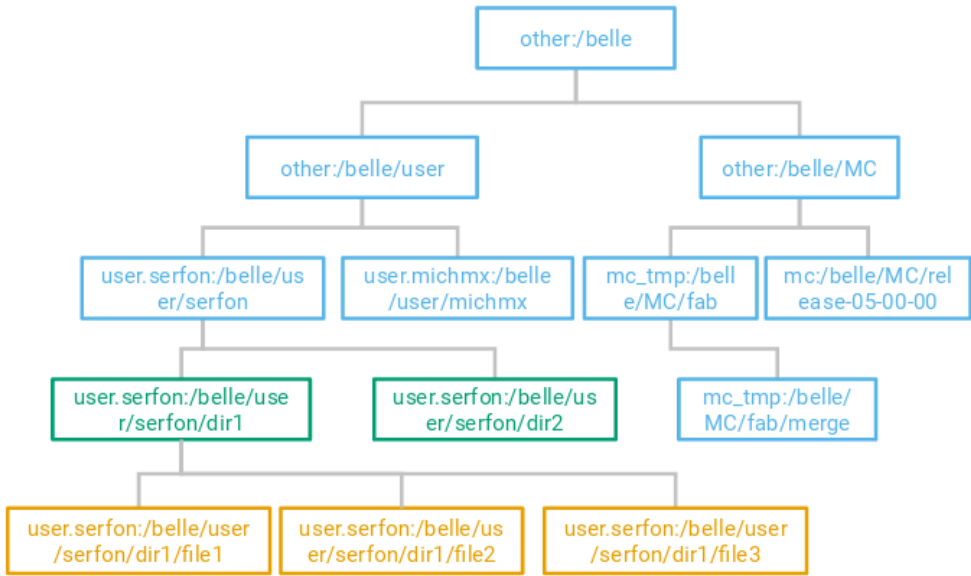 other:/belle
other:/belle/user
other:/belle/MC
user.serfon:/belle/us
er/serfon
user.michmx:/belle
/user/michmx
mc_tmp:/bell
e/MC/fab
mc:/belle/MC/rel
ease-05-00-00
user.serfon:/belle/use
r/serfon/dir1
user.serfon:/belle/us
er/serfon/dir2
mc_tmp:/belle/
MC/fab/merge
user.serfon:/belle/user
/serfon/dir1/file1
user.serfon:/belle/us
er/serfon/dir1/file2
user.serfon:/belle/user
/serfon/dir1/file3